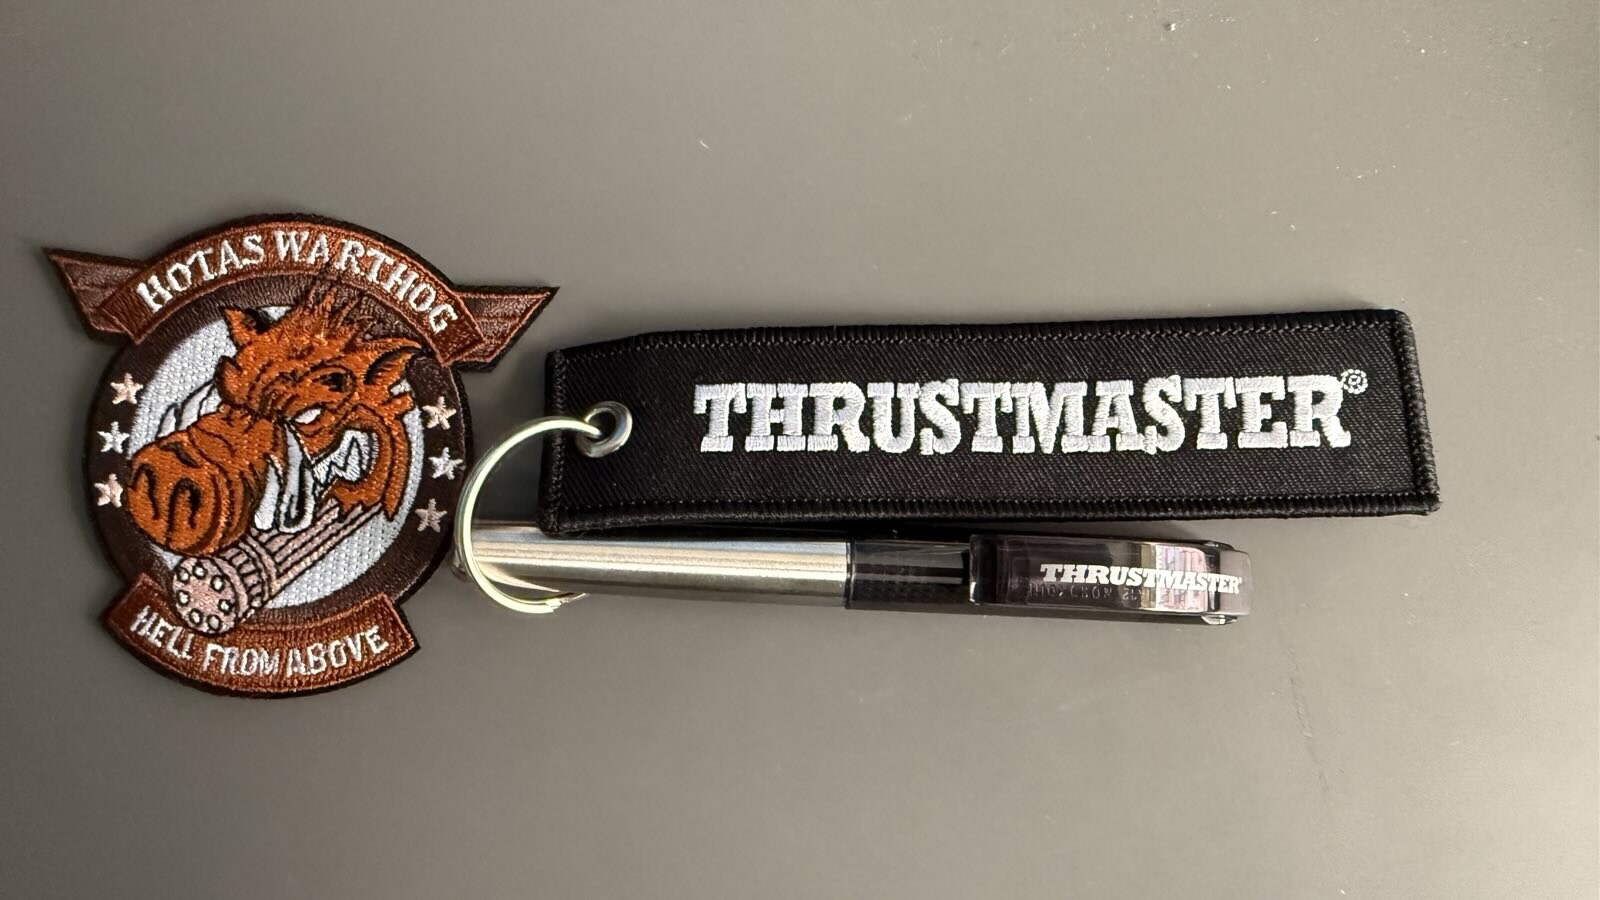 HOTAS WARTHOG
HELL FROM ABOVE
THRUSTMASTER®
THRUSTMASTER®